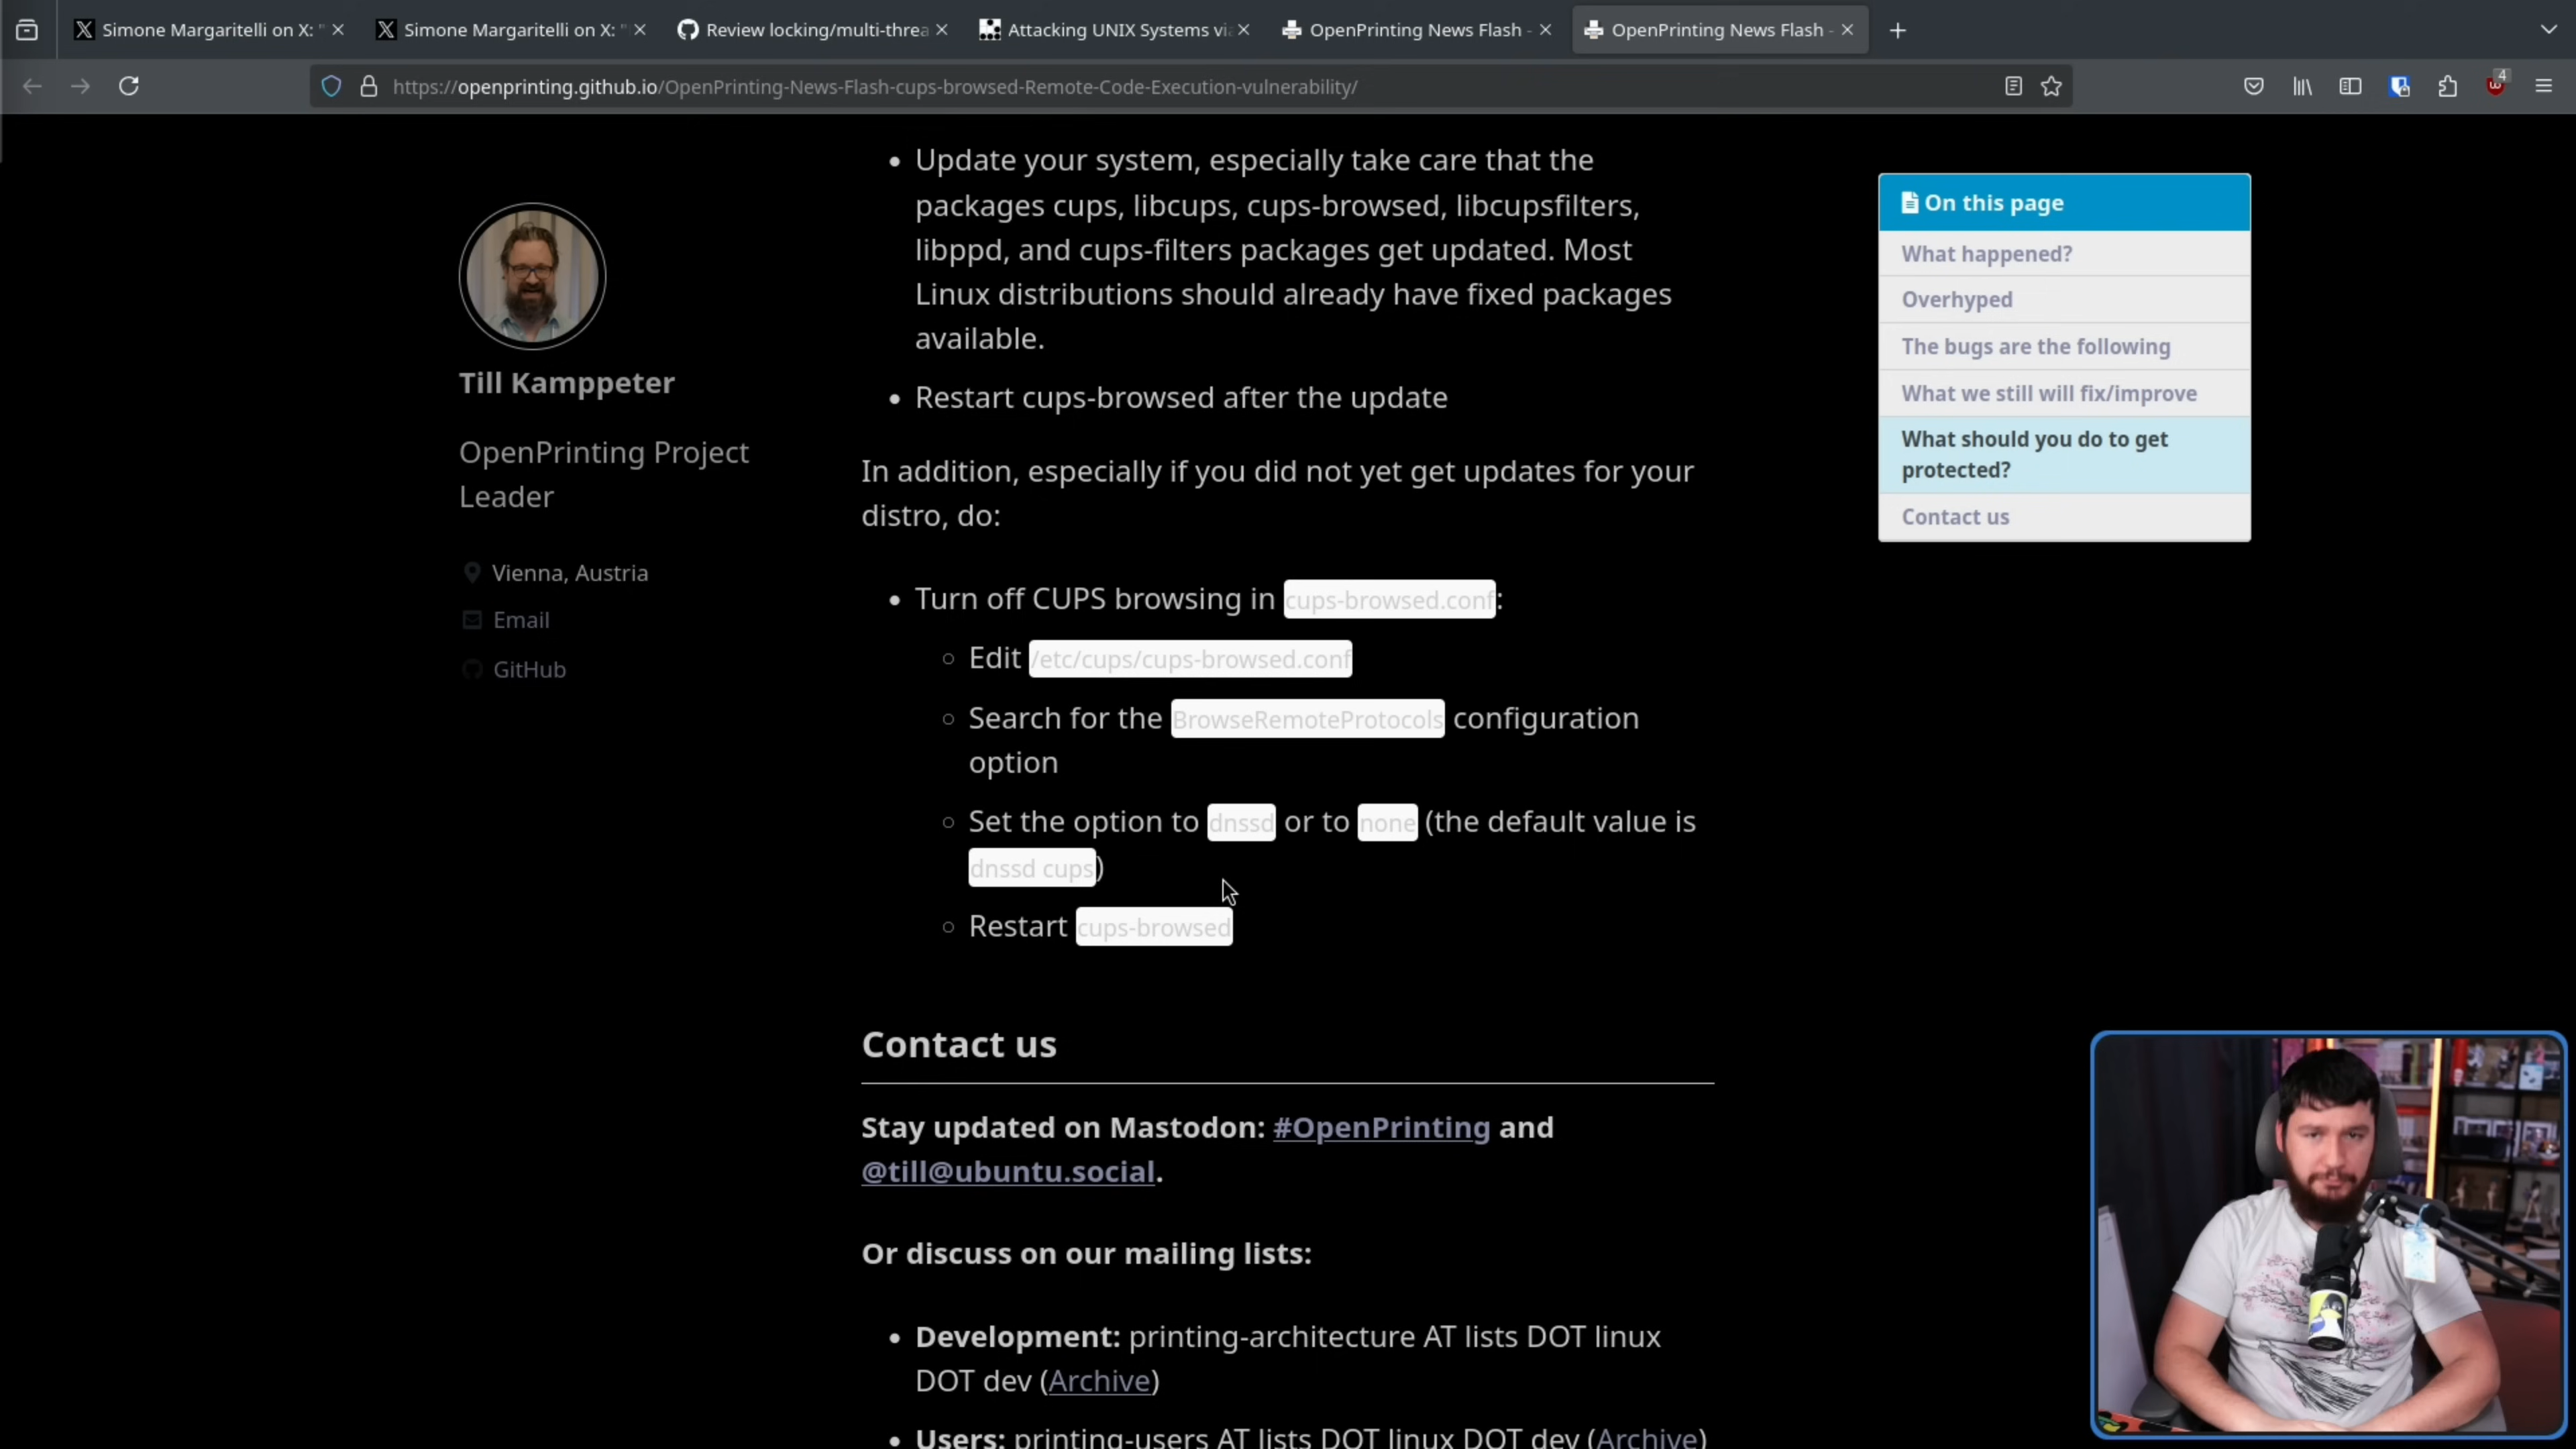 Simone Margaritelli on X: "
Simone Margaritelli on X: "
Review locking/multi-threa
Attacking UNIX Systems vi
OpenPrinting News Flash -
OpenPrinting News Flash -
https://openprinting.github.io/OpenPrinting-News-Flash-cups-browsed-Remote-Code-Execution-vulnerability/
4
Till Kamppeter
OpenPrinting Project
Leader
Vienna, Austria
Email
GitHub
• Update your system, especially take care that the
packages cups, libcups, cups-browsed, libcupsfilters,
libppd, and cups-filters packages get updated. Most
Linux distributions should already have fixed packages
available.
• Restart cups-browsed after the update
In addition, especially if you did not yet get updates for your
distro, do:
• Turn off CUPS browsing in cups-browsed.conf:
◦ Edit /etc/cups/cups-browsed.conf
◦ Search for the BrowseRemoteProtocols configuration
option
◦ Set the option to dnssd or to none (the default value is
dnssd cups)
◦ Restart cups-browsed
Contact us
Stay updated on Mastodon: #OpenPrinting and
@till@ubuntu.social.
Or discuss on our mailing lists:
• Development: printing-architecture AT lists DOT linux
DOT dev (Archive)
• Users: printing-users AT lists DOT linux DOT dev (Archive)
On this page
What happened?
Overhyped
The bugs are the following
What we still will fix/improve
What should you do to get
protected?
Contact us